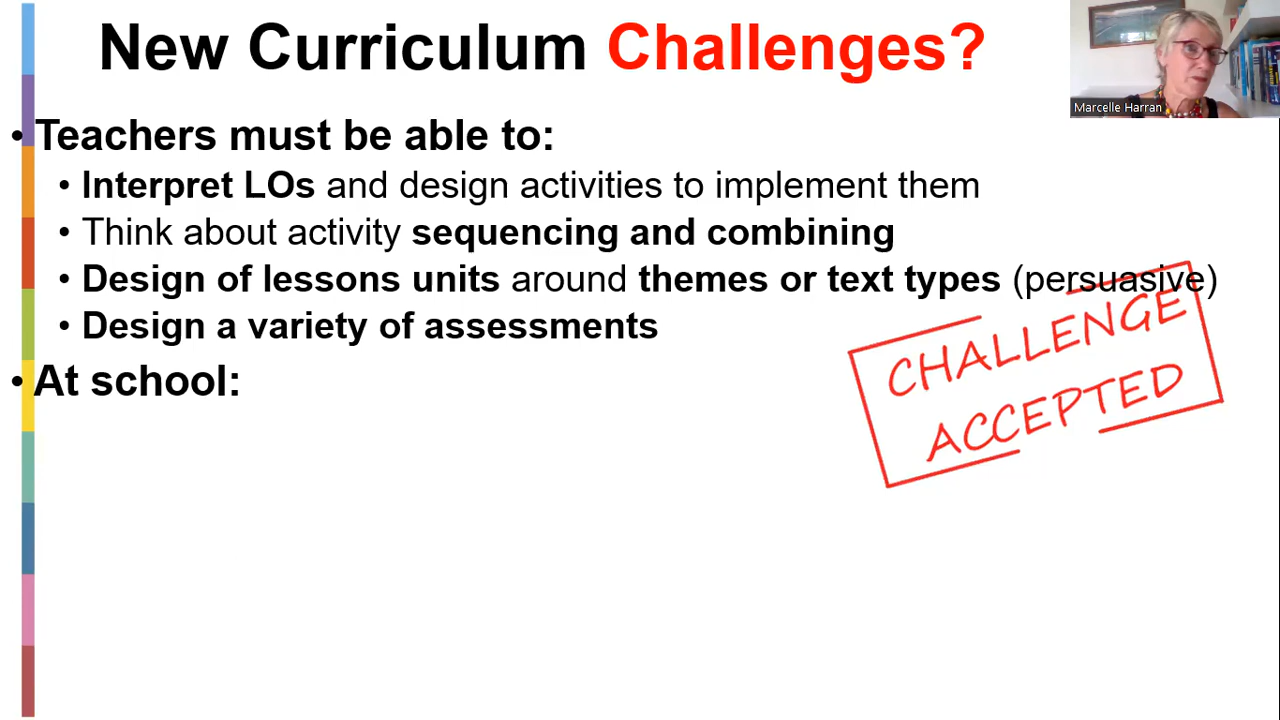 New Curriculum Challenges?
Marcelle Harran
• Teachers must be able to:
• Interpret LOs and design activities to implement them
• Think about activity sequencing and combining
• Design of lessons units around themes or text types (persuasive)
• Design a variety of assessments
CHALLENGE
ACCEPTED
• At school: